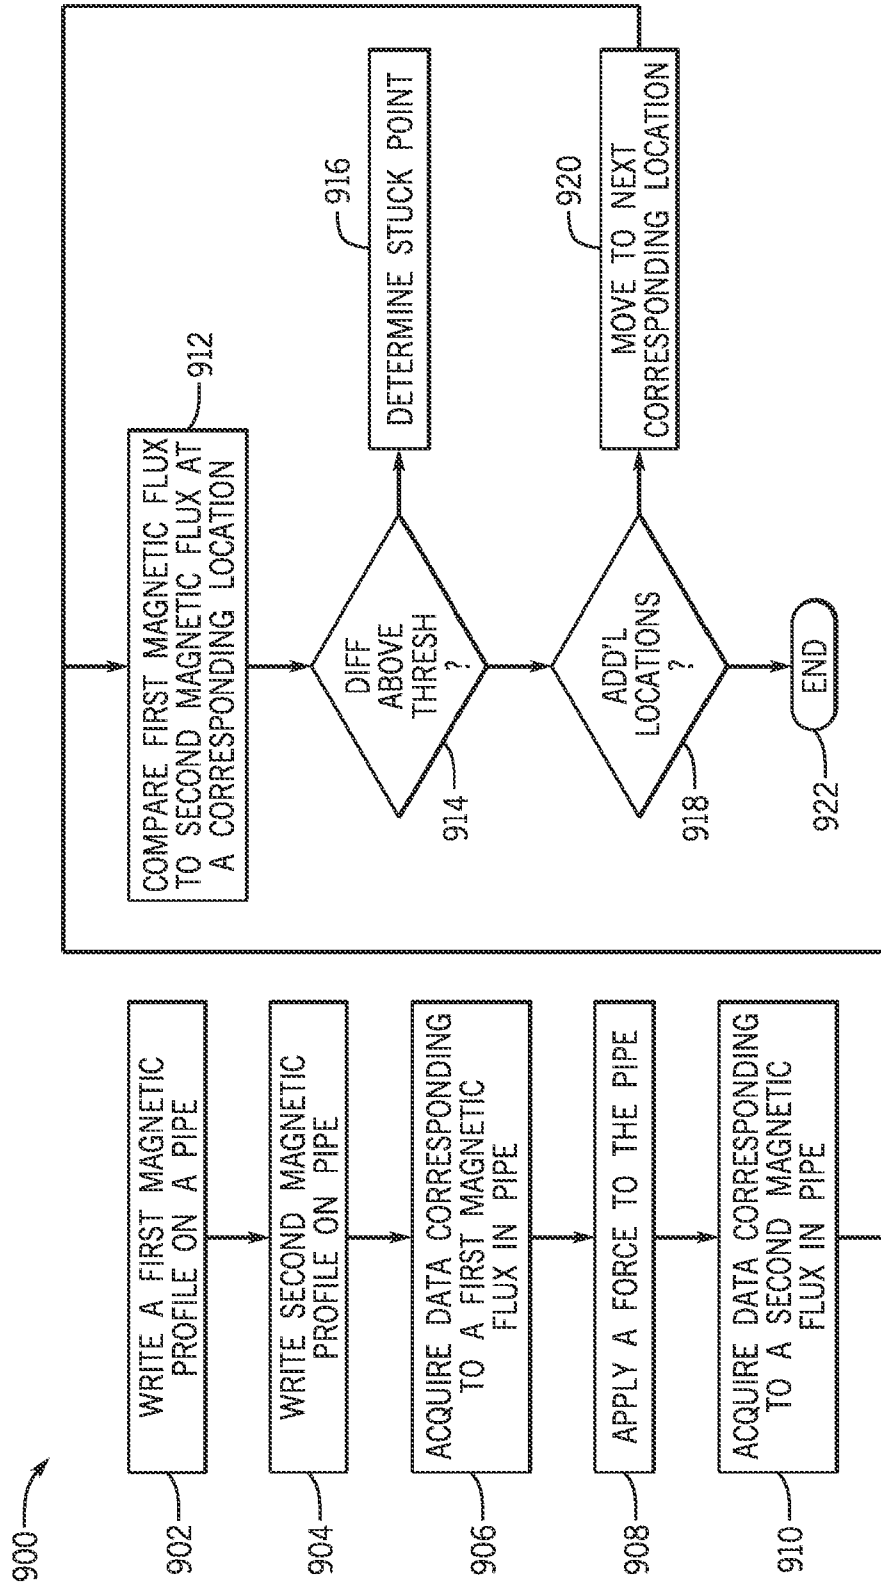 900
902
WRITE A FIRST MAGNETIC
PROFILE ON A PIPE
904
WRITE SECOND MAGNETIC
PROFILE ON PIPE
906
ACQUIRE DATA CORRESPONDING
TO A FIRST MAGNETIC
FLUX IN PIPE
908
APPLY A FORCE TO THE PIPE
910
ACQUIRE DATA CORRESPONDING
TO A SECOND MAGNETIC
FLUX IN PIPE
912
COMPARE FIRST MAGNETIC FLUX
TO SECOND MAGNETIC FLUX AT
A CORRESPONDING LOCATION
914
DIFF
ABOVE
THRESH
?
916
DETERMINE STUCK POINT
918
ADD'L
LOCATIONS
?
920
MOVE TO NEXT
CORRESPONDING LOCATION
922
END